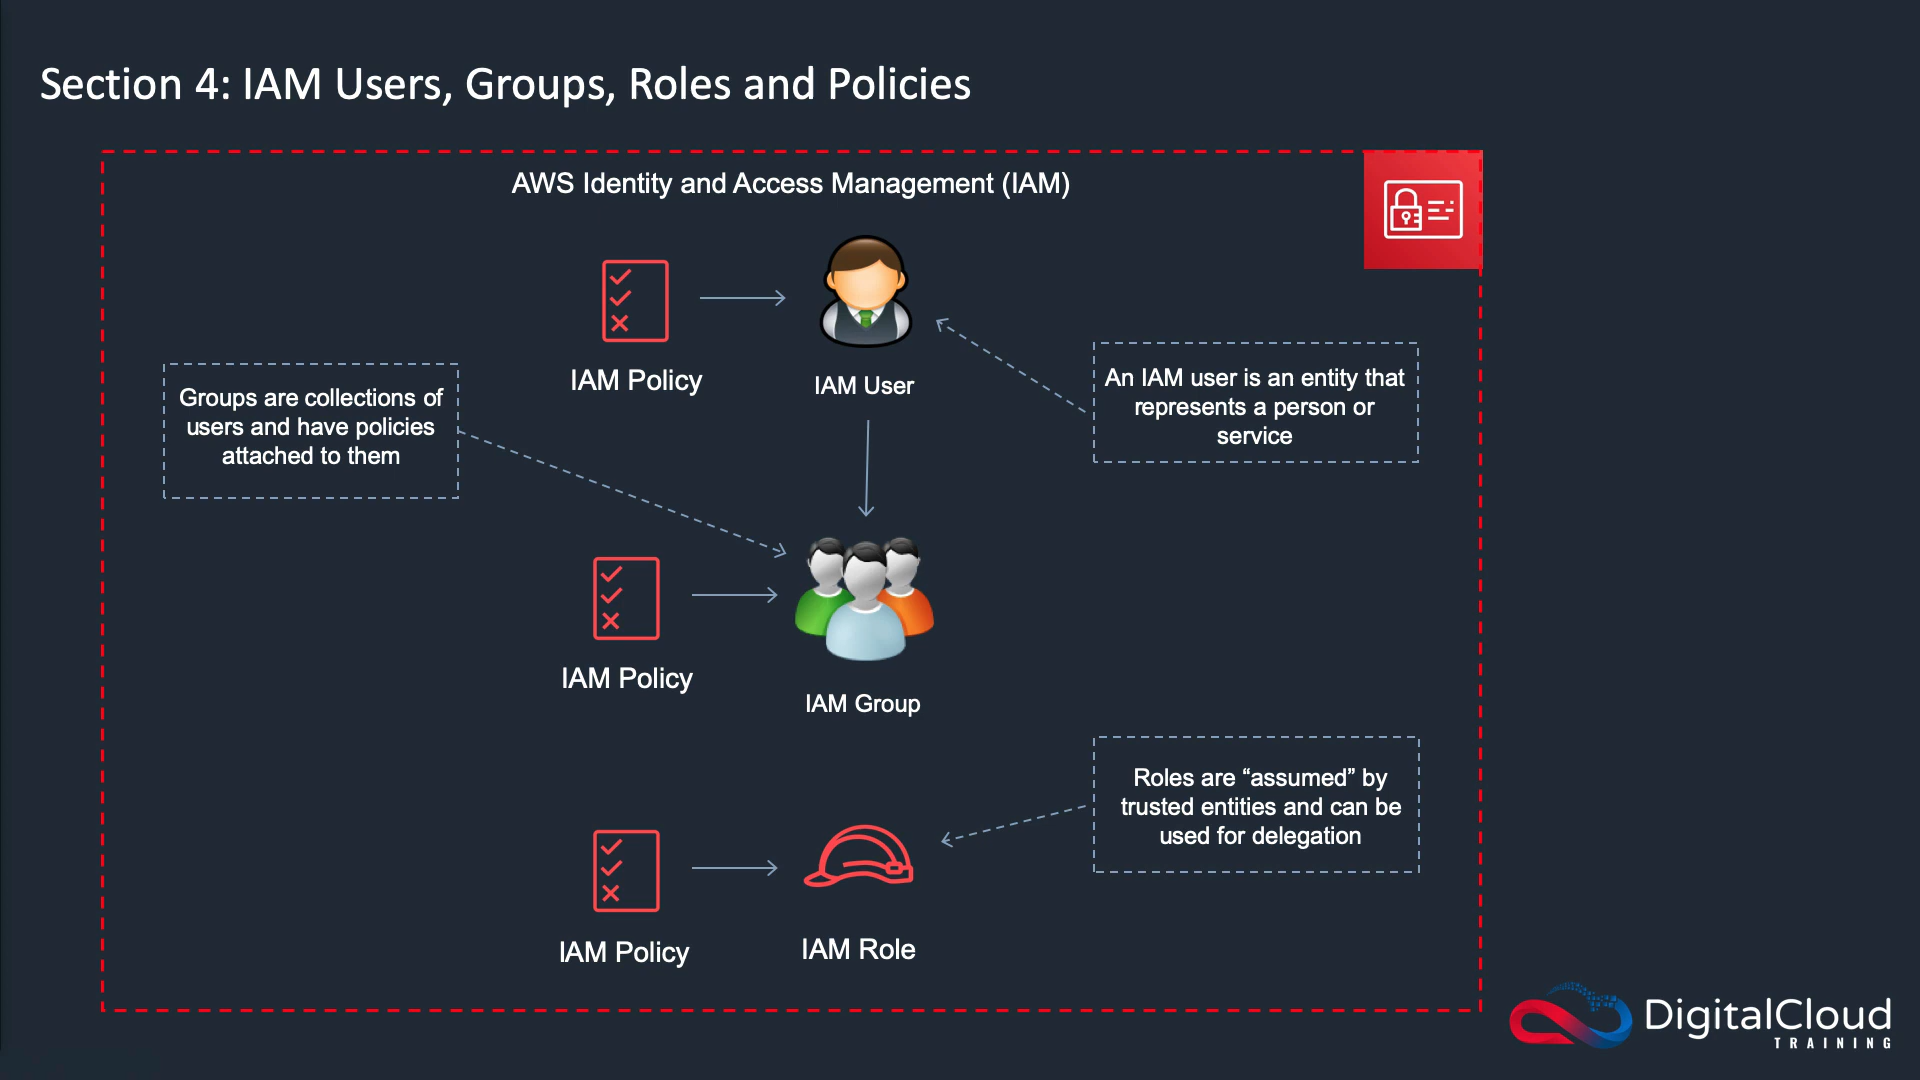 Section 4: IAM Users, Groups, Roles and Policies
AWS Identity and Access Management (IAM)
IAM Policy
IAM User
An IAM user is an entity that
represents a person or
service
Groups are collections of
users and have policies
attached to them
IAM Policy
IAM Group
Roles are “assumed” by
trusted entities and can be
used for delegation
IAM Policy
IAM Role
DigitalCloud
TRAINING